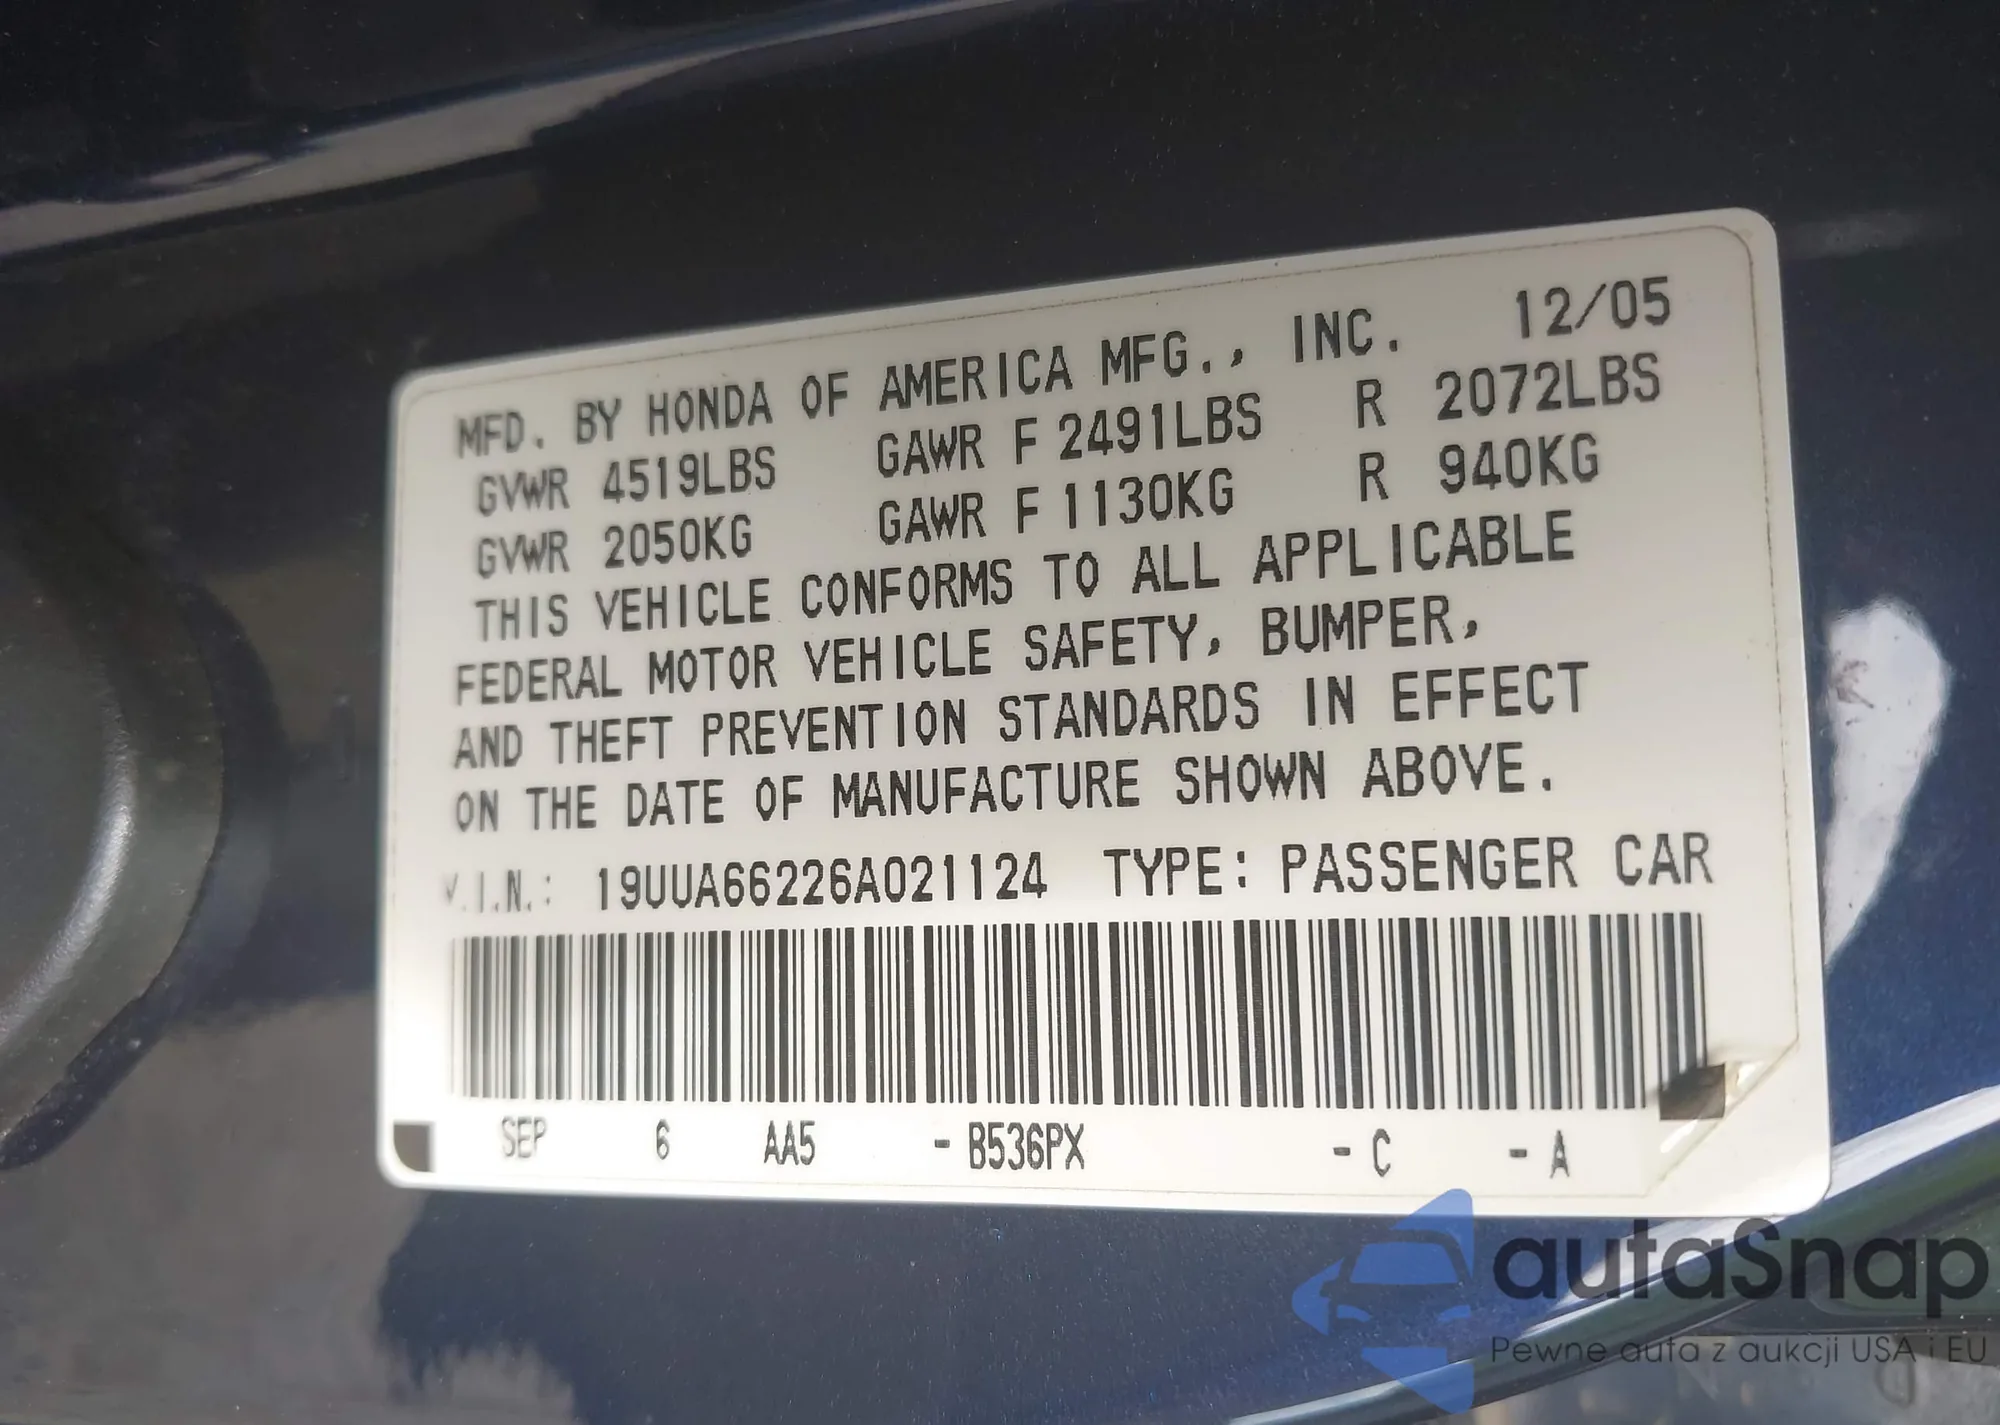 MFD. BY HONDA OF AMERICA MFG., INC. 12/05
GVWR 4519LBS GAWR F 2491LBS R 2072LBS
GVWR 2050KG GAWR F 1130KG R 940KG
THIS VEHICLE CONFORMS TO ALL APPLICABLE
FEDERAL MOTOR VEHICLE SAFETY, BUMPER,
AND THEFT PREVENTION STANDARDS IN EFFECT
ON THE DATE OF MANUFACTURE SHOWN ABOVE.
V.I.N.: 19UUA66226A021124 TYPE: PASSENGER CAR
SEP 6 AA5 - B536PX - C - A
autaSnap
Pewne auta z aukcji USA i EU